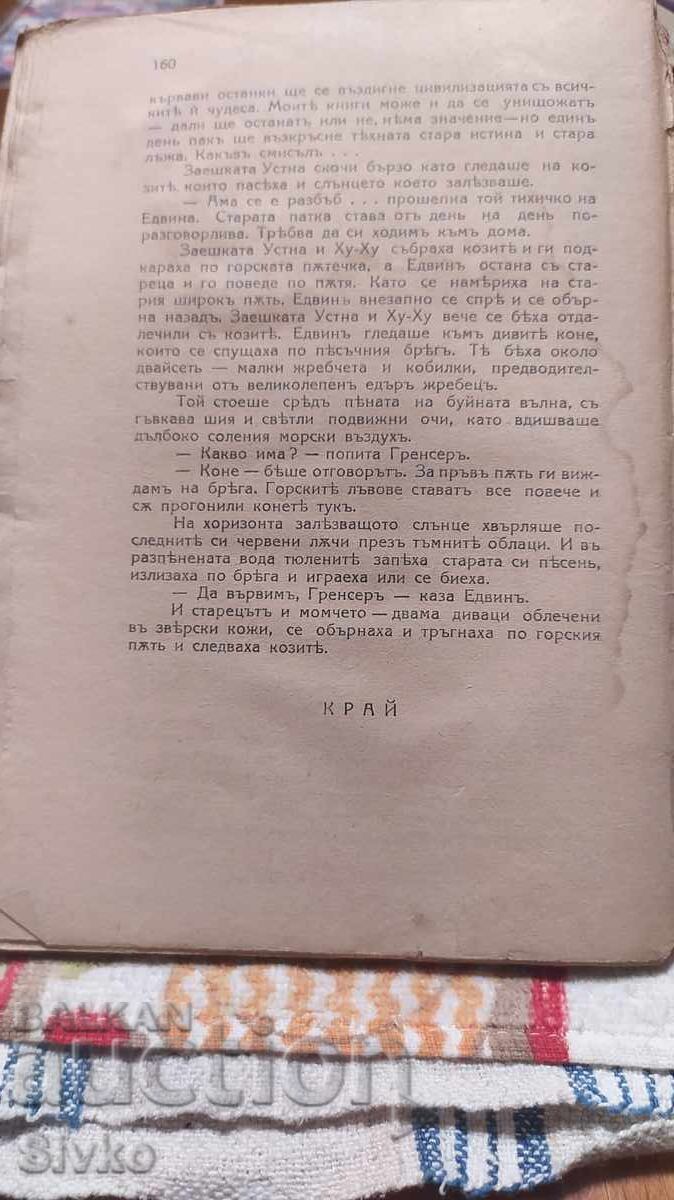 160
кървави останки ще се въздигне цивилизацията съ всич-
китѣ ѝ чудеса. Моитѣ книги може и да се унищожатъ
— дали ще останатъ или не, нѣма значение — но единъ
день пакъ ще възкръсне тѣхната стара истина и стара
лъжа. Какъвъ смисълъ . . .
Заешката Устна скочи бързо като гледаше на ко-
зитѣ, които пасѣха и слънцето което залѣзваше.
— Ама се е разбъб . . . прошепна той тихичко на
Едвина. Старата патка става отъ день на день по-
разговорлива. Трѣбва да си ходимъ къмъ дома.
Заешката Устна и Ху-Ху събраха козитѣ и ги под-
караха по горската пѫтечка, а Едвинъ остана съ ста-
реца и го поведе по пѫтя. Като се намѣриха на ста-
рия широкъ пѫть. Едвинъ внезапно се спрѣ и се обър-
на назадъ. Заешката Устна и Ху-Ху вече се бѣха отда-
лечили съ козитѣ. Едвинъ гледаше къмъ дивитѣ коне,
които се спущаха по пѣсъчния брѣгъ. Тѣ бѣха около
двайсеть — малки жребчета и кобилки, предводител-
ствувани отъ великолепенъ едъръ жребецъ.
Той стоеше срѣдъ пѣната на буйната вълна, съ
гъвкава шия и светли подвижни очи, като вдишваше
дълбоко соления морски въздухъ.
— Какво има? — попита Гренсеръ.
— Коне — бѣше отговорътъ. За пръвъ пѫть ги виж-
дамъ на брѣга. Горскитѣ лъвове ставатъ все повече и
сѫ прогонили конетѣ тукъ.
На хоризонта залѣзващото слънце хвърляше по-
следнитѣ си червени лѫчи презъ тъмнитѣ облаци. И въ
разпѣнената вода тюленитѣ запѣха старата си пѣсень,
излизаха по брѣга и играеха или се биеха.
— Да вървимъ, Гренсеръ — каза Едвинъ.
И старецътъ и момчето — двама диваци облечени
въ звѣрски кожи, се обърнаха и тръгнаха по горския
пѫть и следваха козитѣ.
КРАЙ
BALKAN
auction
Sivko